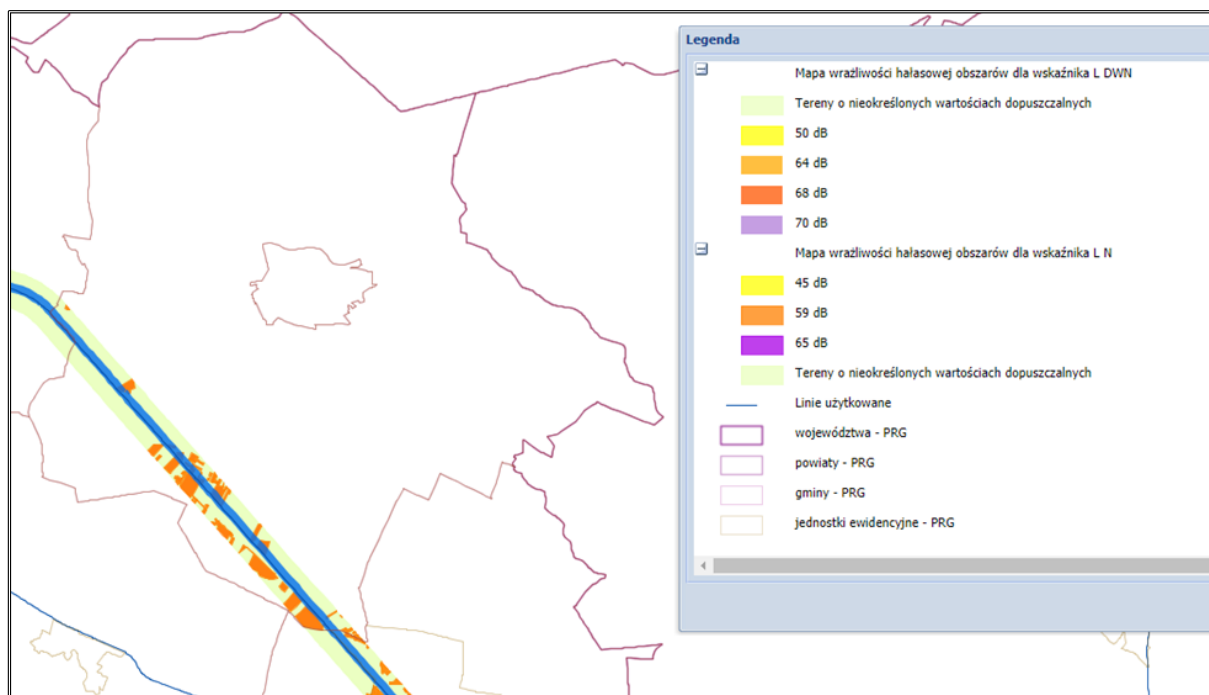 Legenda
Mapa wrażliwości hałasowej obszarów dla wskaźnika L DWN
Tereny o nieokreślonych wartościach dopuszczalnych
50 dB
64 dB
68 dB
70 dB
Mapa wrażliwości hałasowej obszarów dla wskaźnika L N
45 dB
59 dB
65 dB
Tereny o nieokreślonych wartościach dopuszczalnych
Linie użytkowane
województwa - PRG
powiaty - PRG
gminy - PRG
jednostki ewidencyjne - PRG